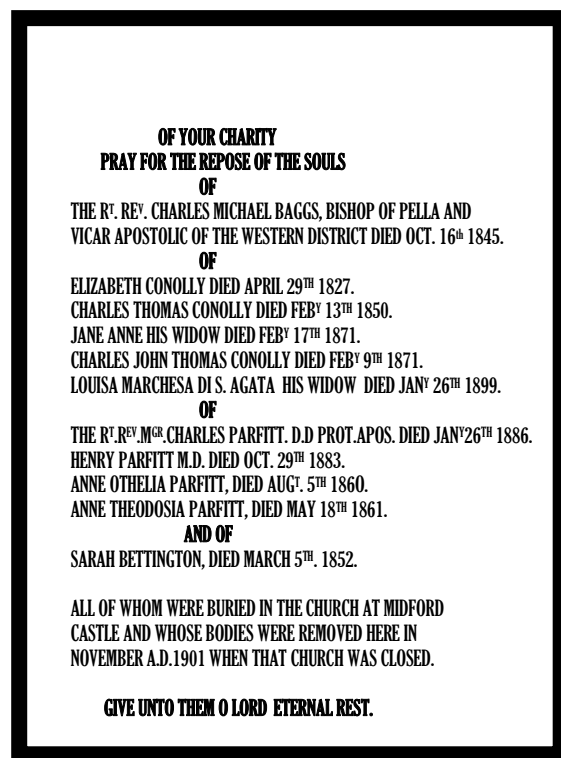 OF YOUR CHARITY
PRAY FOR THE REPOSE OF THE SOULS
OF
THE Rᵀ. REⱽ. CHARLES MICHAEL BAGGS, BISHOP OF PELLA AND
VICAR APOSTOLIC OF THE WESTERN DISTRICT DIED OCT. 16th 1845.
OF
ELIZABETH CONOLLY DIED APRIL 29TH 1827.
CHARLES THOMAS CONOLLY DIED FEBY 13TH 1850.
JANE ANNE HIS WIDOW DIED FEBY 17TH 1871.
CHARLES JOHN THOMAS CONOLLY DIED FEBY 9TH 1871.
LOUISA MARCHESA DI S. AGATA HIS WIDOW DIED JANY 26TH 1899.
OF
THE RT.REV.MGR.CHARLES PARFITT. D.D PROT.APOS. DIED JANY26TH 1886.
HENRY PARFITT M.D. DIED OCT. 29TH 1883.
ANNE OTHELIA PARFITT, DIED AUGT. 5TH 1860.
ANNE THEODOSIA PARFITT, DIED MAY 18TH 1861.
AND OF
SARAH BETTINGTON, DIED MARCH 5TH. 1852.
ALL OF WHOM WERE BURIED IN THE CHURCH AT MIDFORD
CASTLE AND WHOSE BODIES WERE REMOVED HERE IN
NOVEMBER A.D.1901 WHEN THAT CHURCH WAS CLOSED.
GIVE UNTO THEM O LORD ETERNAL REST.